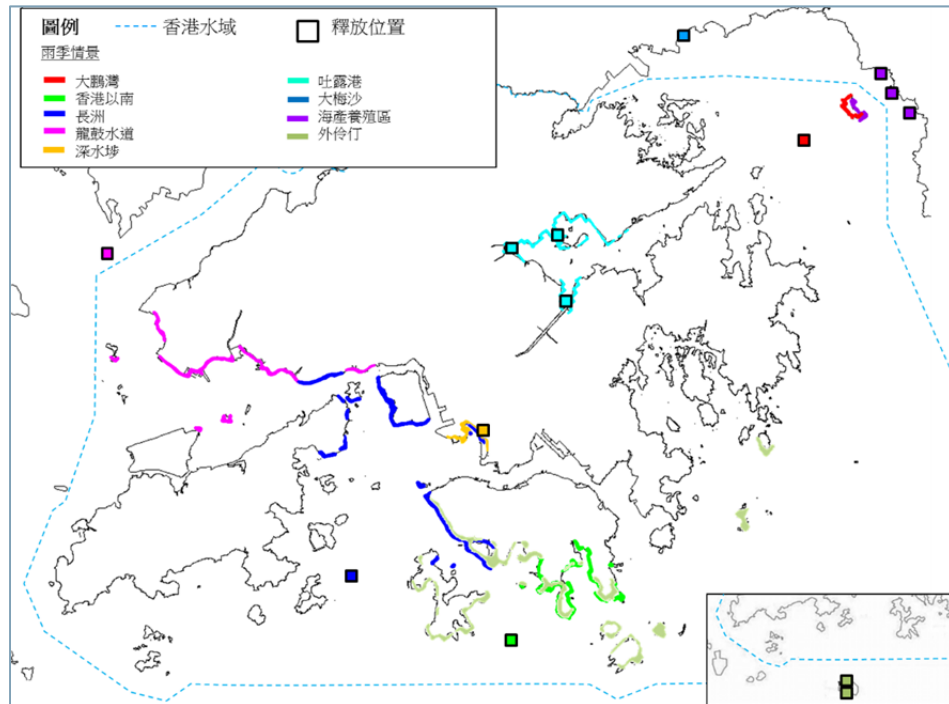 圖例 香港水域 釋放位置
雨季情景
大鵬灣 吐露港
香港以南 大梅沙
長洲 海產養殖區
龍鼓水道 外伶仃
深水埗